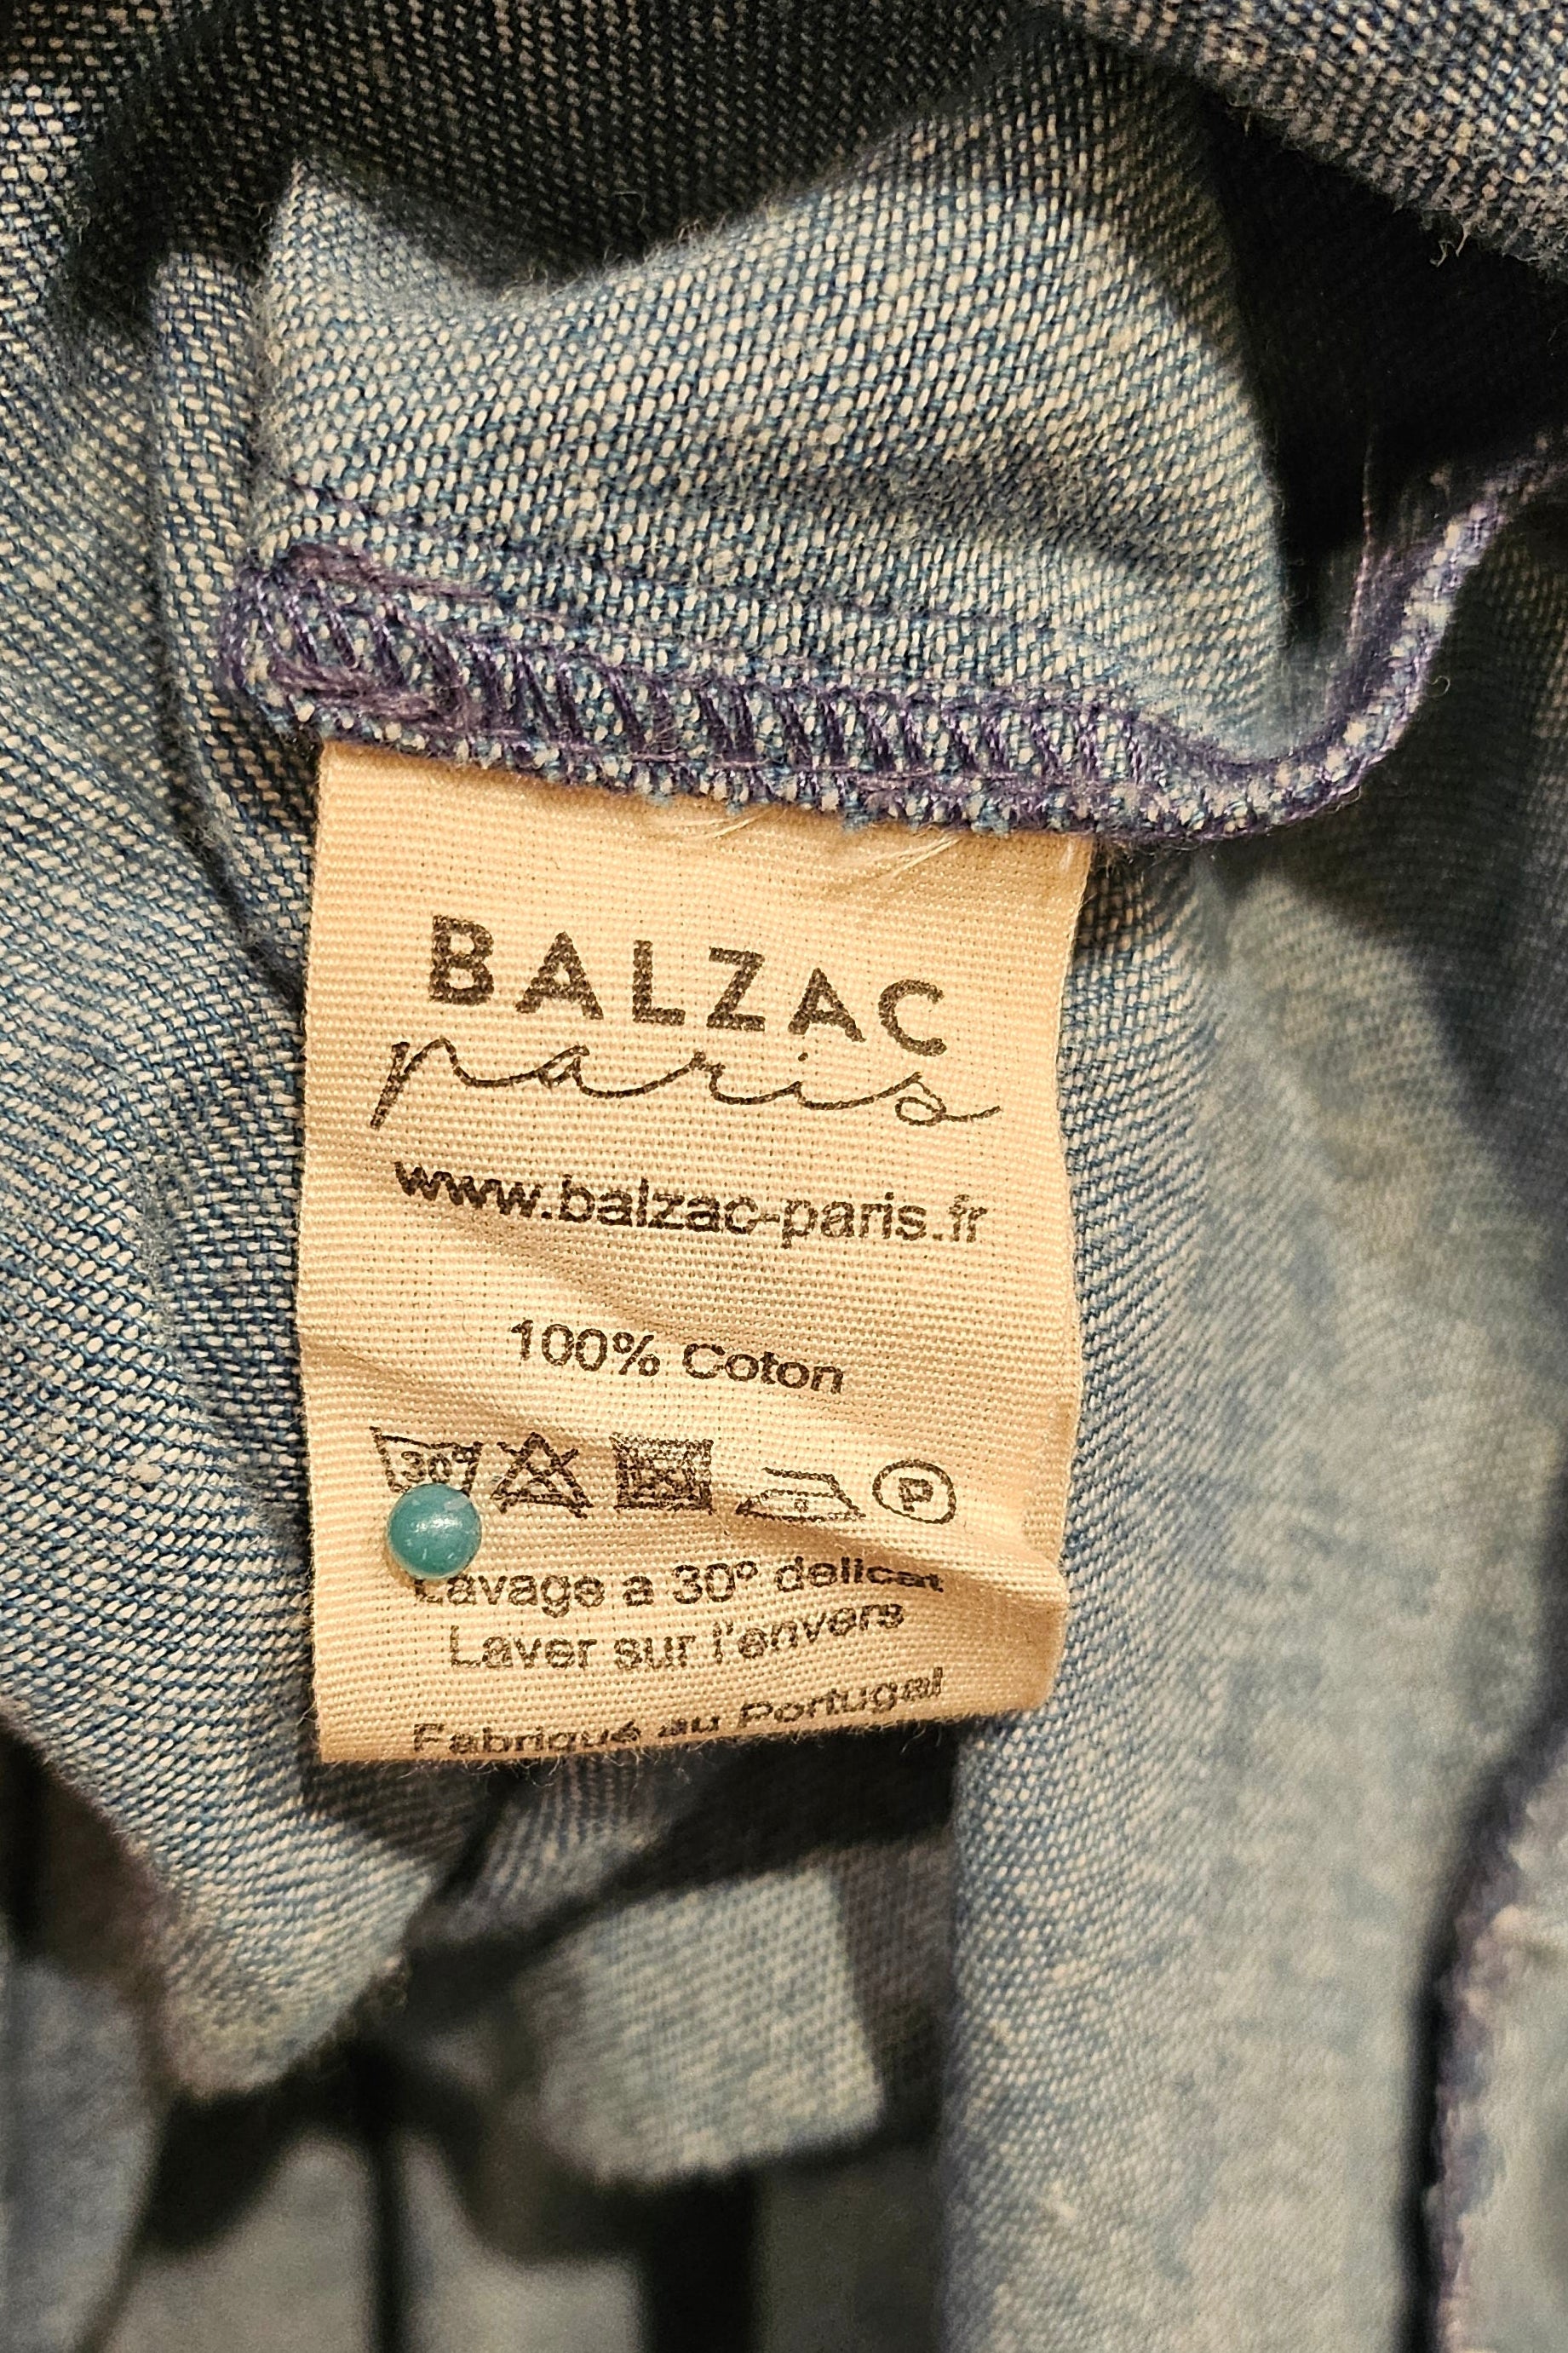 BALZAC
paris
www.balzac-paris.fr
100% Coton
30°
P
Lavage a 30° delicat
Laver sur l'envers
Fabriqué au Portugal